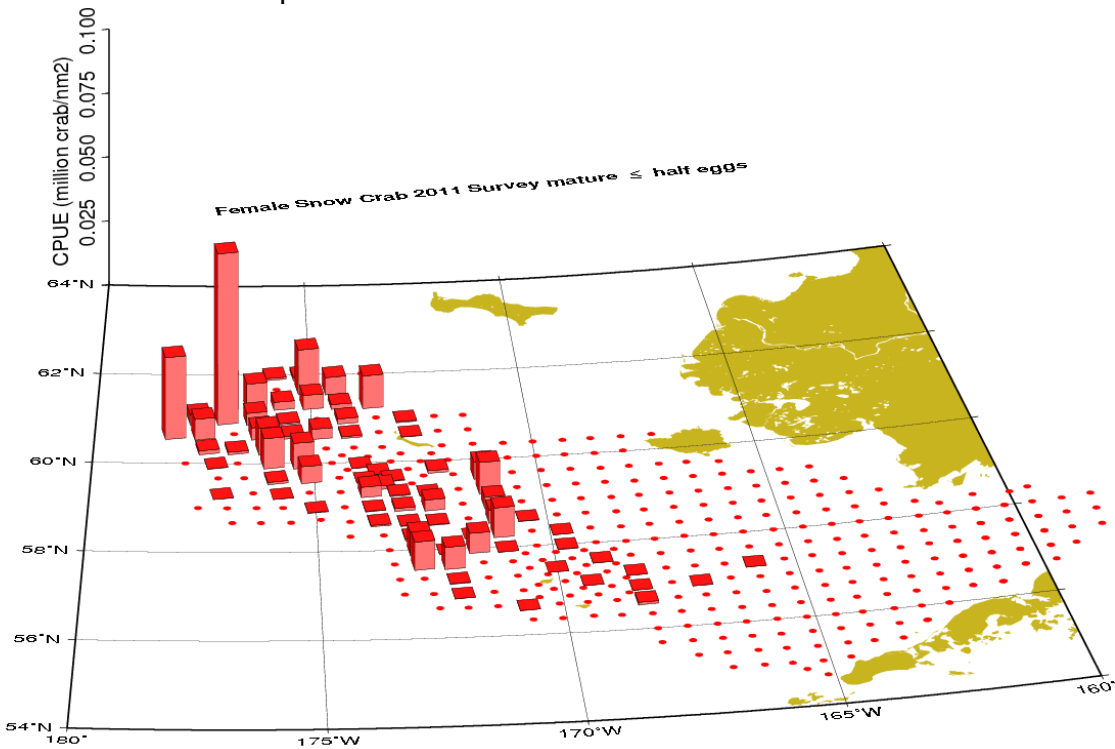 0.100
0.075
0.050
0.025
CPUE (million crab/nm2)
Female Snow Crab 2011 Survey mature ≤ half eggs
64°N
62°N
60°N
58°N
56°N
54°N
180°
175°W
170°W
165°W
160°